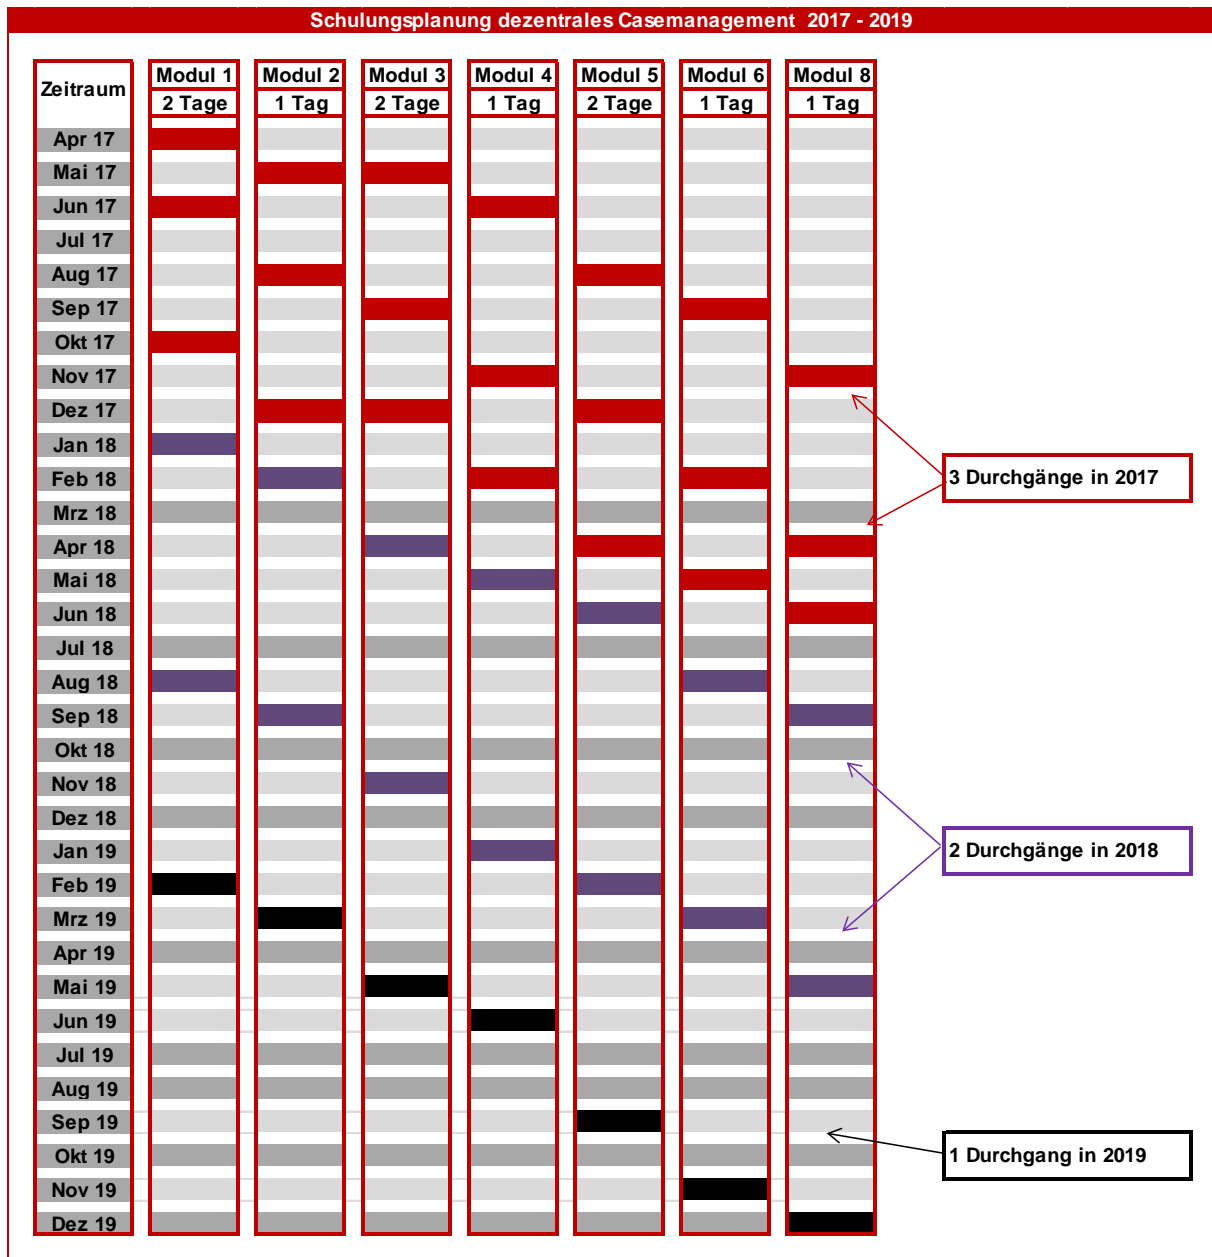 Schulungsplanung dezentrales Casemanagement 2017 - 2019
Zeitraum
Modul 1 Modul 2 Modul 3 Modul 4 Modul 5 Modul 6 Modul 8
2 Tage 1 Tag 2 Tage 1 Tag 2 Tage 1 Tag 1 Tag
Apr 17
Mai 17
Jun 17
Jul 17
Aug 17
Sep 17
Okt 17
Nov 17
Dez 17
Jan 18
Feb 18
3 Durchgänge in 2017
Mrz 18
Apr 18
Mai 18
Jun 18
Jul 18
Aug 18
Sep 18
Okt 18
Nov 18
Dez 18
Jan 19
2 Durchgänge in 2018
Feb 19
Mrz 19
Apr 19
Mai 19
Jun 19
Jul 19
Aug 19
Sep 19
Okt 19
1 Durchgang in 2019
Nov 19
Dez 19